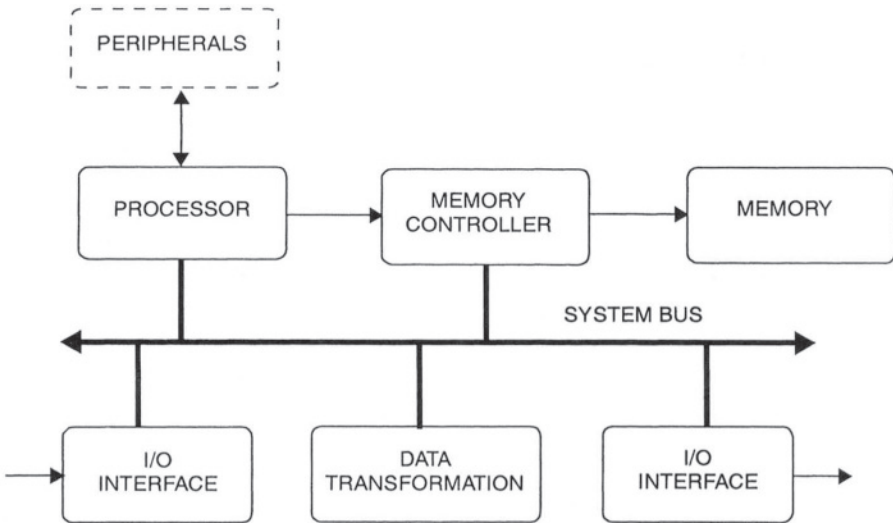 PERIPHERALS
PROCESSOR
MEMORY
CONTROLLER
MEMORY
SYSTEM BUS
I/O
INTERFACE
DATA
TRANSFORMATION
I/O
INTERFACE